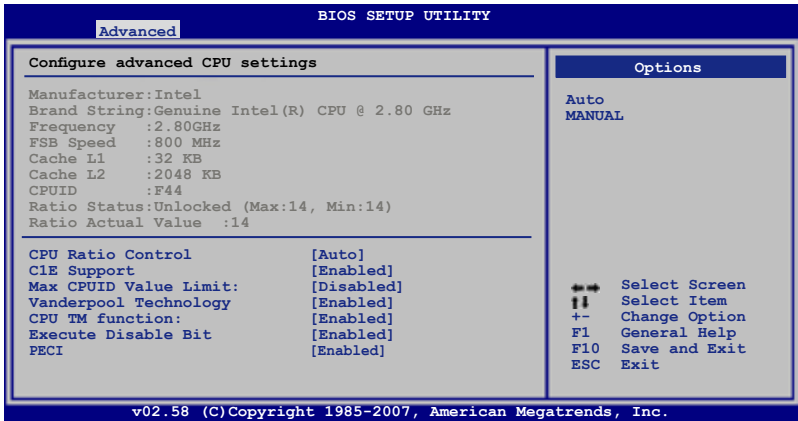 BIOS SETUP UTILITY
Advanced
Configure advanced CPU settings
Manufacturer:Intel
Brand String:Genuine Intel(R) CPU @ 2.80 GHz
Frequency :2.80GHz
FSB Speed :800 MHz
Cache L1 :32 KB
Cache L2 :2048 KB
CPUID :F44
Ratio Status:Unlocked (Max:14, Min:14)
Ratio Actual Value :14
CPU Ratio Control [Auto]
C1E Support [Enabled]
Max CPUID Value Limit: [Disabled]
Vanderpool Technology [Enabled]
CPU TM function: [Enabled]
Execute Disable Bit [Enabled]
PECI [Enabled]
Options
Auto
MANUAL
Select Screen
Select Item
+- Change Option
F1 General Help
F10 Save and Exit
ESC Exit
v02.58 (C)Copyright 1985-2007, American Megatrends, Inc.